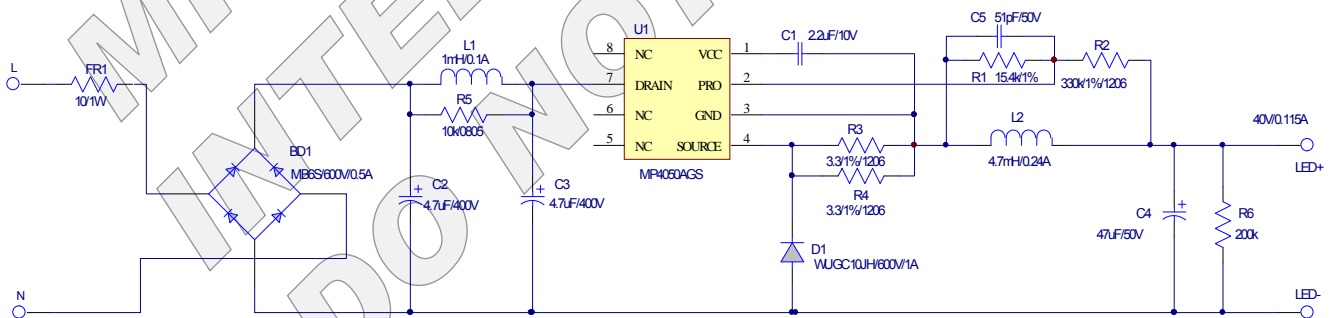 L
FR1
10/1W
BD1
MB6S/600V/0.5A
N
L1
1mH/0.1A
R5
10k/0805
C2
4.7uF/400V
C3
4.7uF/400V
U1
8 NC VCC 1
7 DRAIN PRO 2
6 NC GND 3
5 NC SOURCE 4
MP4050AGS
C1 2.2uF/10V
R3
3.3/1%/1206
R4
3.3/1%/1206
D1
WUGC10JH/600V/1A
C5 51pF/50V
R1 15.4k/1%
R2
330k/1%/1206
L2
4.7mH/0.24A
40V/0.115A
LED+
C4
47uF/50V
R6
200k
LED-
INTE
DO NOT